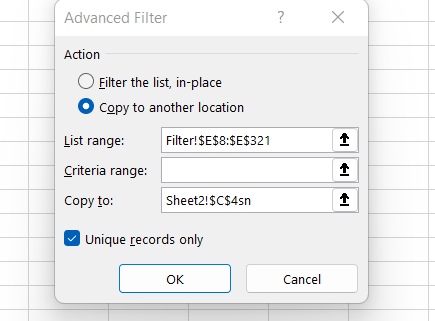 Advanced Filter ?
Action
Filter the list, in-place
Copy to another location
List range: Filter!$E$8:$E$321
Criteria range:
Copy to: Sheet2!$C$4sn
Unique records only
OK Cancel